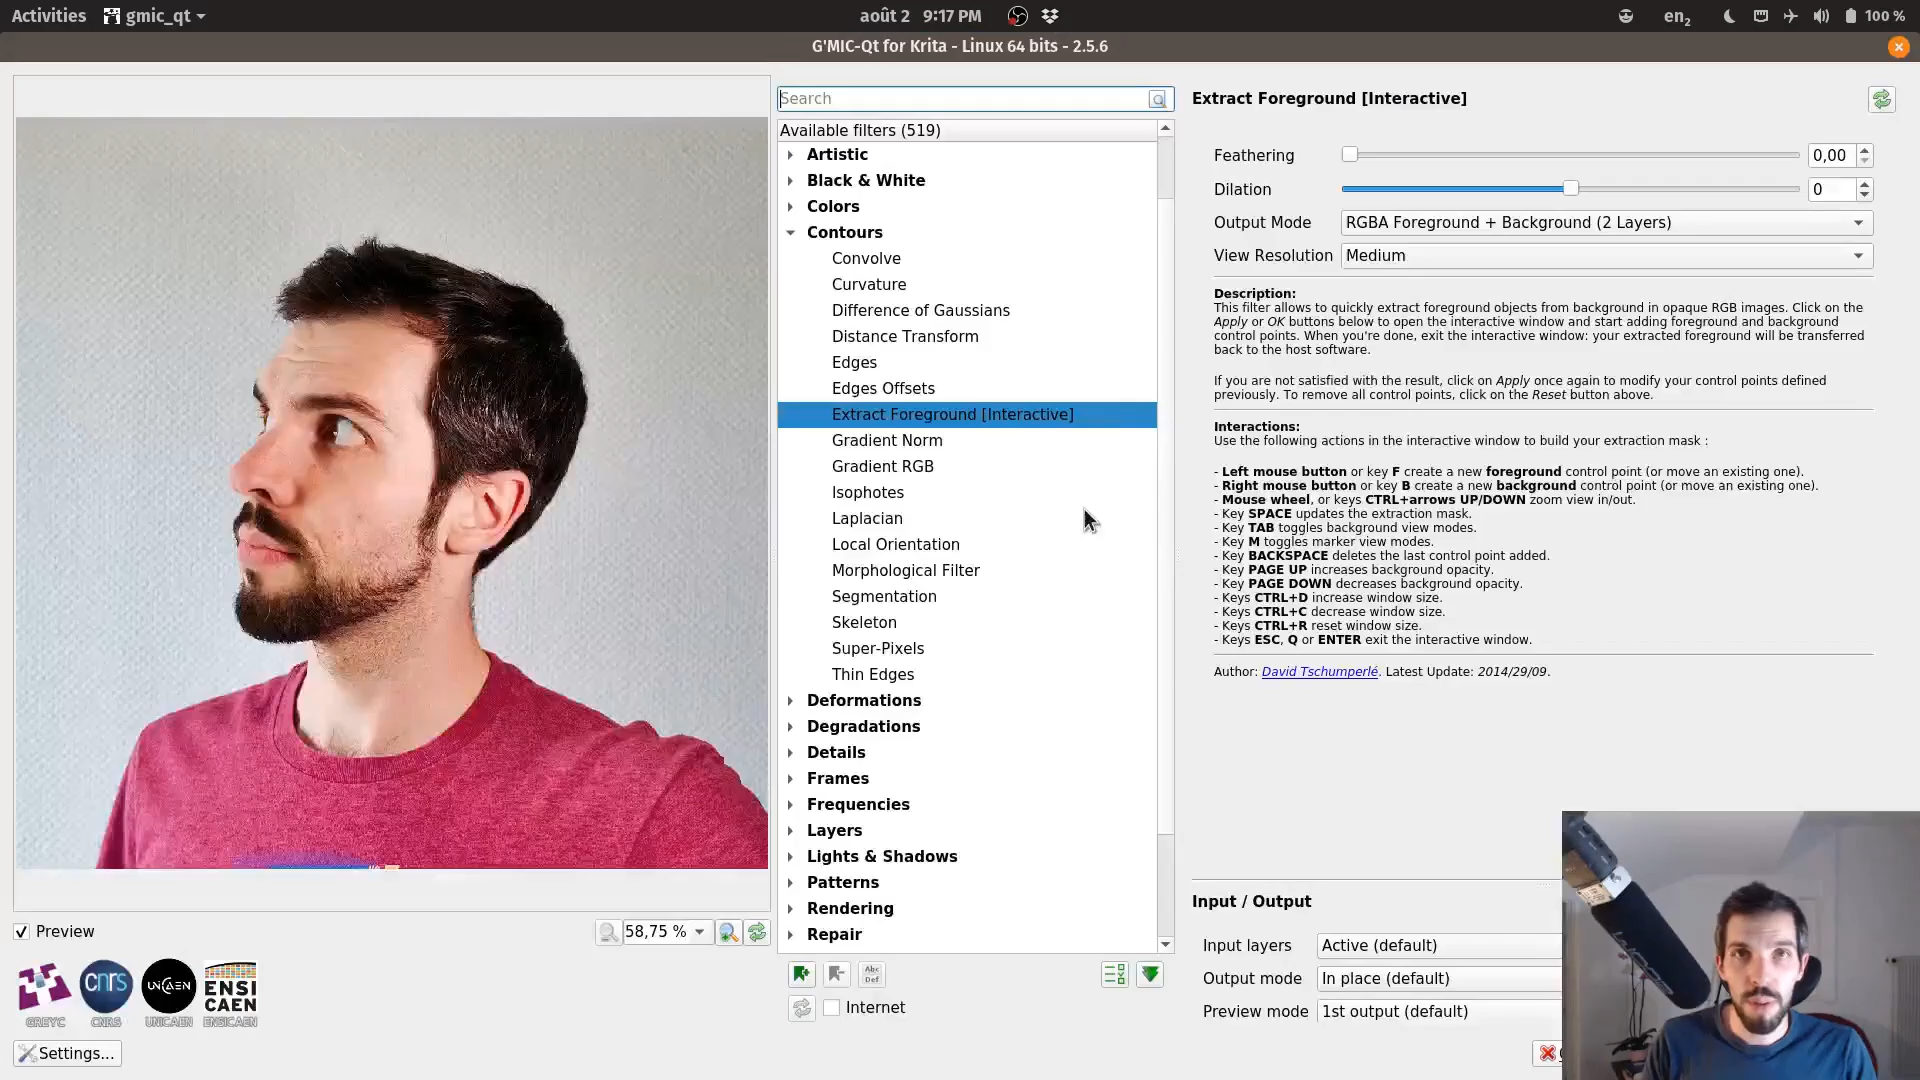 Activities gmic_qt août 2 9:17 PM en2 100 %
G'MIC-Qt for Krita - Linux 64 bits - 2.5.6
Search
Available filters (519)
Artistic
Black & White
Colors
Contours
Convolve
Curvature
Difference of Gaussians
Distance Transform
Edges
Edges Offsets
Extract Foreground [Interactive]
Gradient Norm
Gradient RGB
Isophotes
Laplacian
Local Orientation
Morphological Filter
Segmentation
Skeleton
Super-Pixels
Thin Edges
Deformations
Degradations
Details
Frames
Frequencies
Layers
Lights & Shadows
Patterns
Rendering
Repair
Abc
Def
Internet
Preview
58,75 %
GREYC CNRS UNICAEN ENSICAEN
cnrs
UNICAEN
ENSI
CAEN
Settings...
Extract Foreground [Interactive]
Feathering 0,00
Dilation 0
Output Mode RGBA Foreground + Background (2 Layers)
View Resolution Medium
Description:
This filter allows to quickly extract foreground objects from background in opaque RGB images. Click on the
Apply or OK buttons below to open the interactive window and start adding foreground and background
control points. When you're done, exit the interactive window: your extracted foreground will be transferred
back to the host software.
If you are not satisfied with the result, click on Apply once again to modify your control points defined
previously. To remove all control points, click on the Reset button above.
Interactions:
Use the following actions in the interactive window to build your extraction mask :
- Left mouse button or key F create a new foreground control point (or move an existing one).
- Right mouse button or key B create a new background control point (or move an existing one).
- Mouse wheel, or keys CTRL+arrows UP/DOWN zoom view in/out.
- Key SPACE updates the extraction mask.
- Key TAB toggles background view modes.
- Key M toggles marker view modes.
- Key BACKSPACE deletes the last control point added.
- Key PAGE UP increases background opacity.
- Key PAGE DOWN decreases background opacity.
- Keys CTRL+D increase window size.
- Keys CTRL+C decrease window size.
- Keys CTRL+R reset window size.
- Keys ESC, Q or ENTER exit the interactive window.
Author: David Tschumperlé. Latest Update: 2014/29/09.
Input / Output
Input layers Active (default)
Output mode In place (default)
Preview mode 1st output (default)